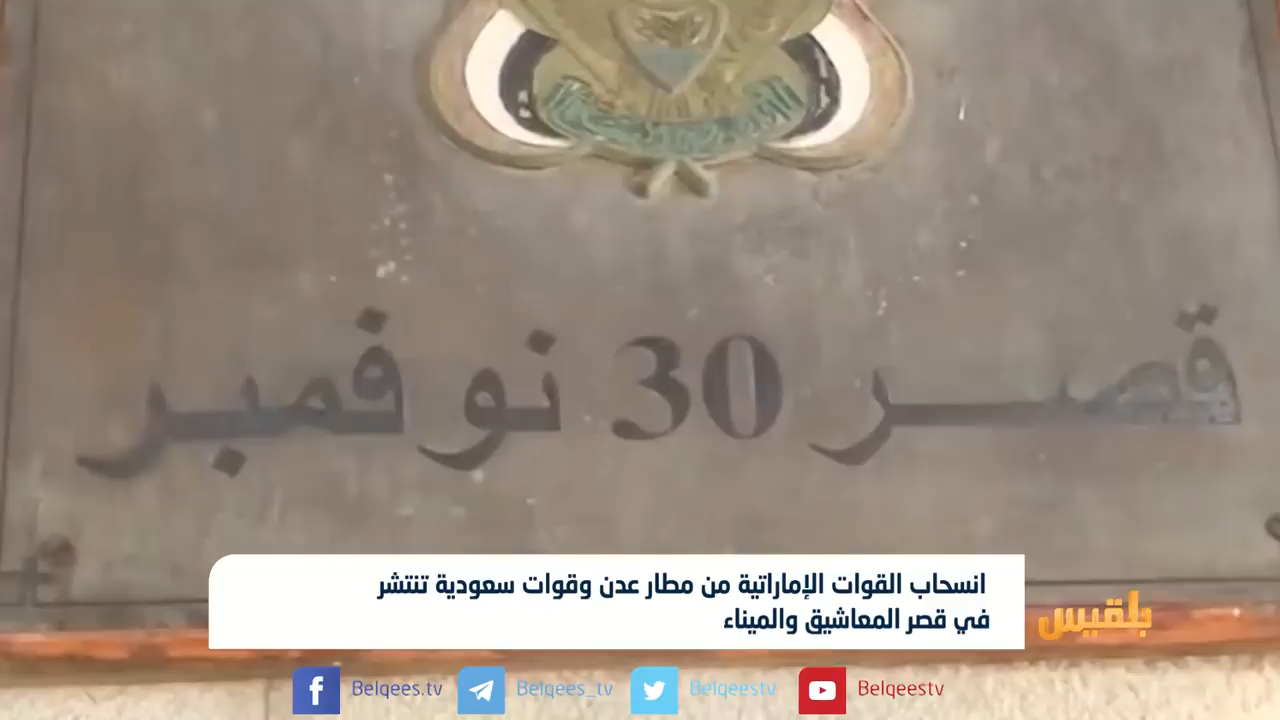 قصر 30 نوفمبر
انسحاب القوات الإماراتية من مطار عدن وقوات سعودية تنتشر
في قصر المعاشيق والميناء
بلقيس
Belqees.tv
Belqees_tv
Belqeestv
Belqeestv